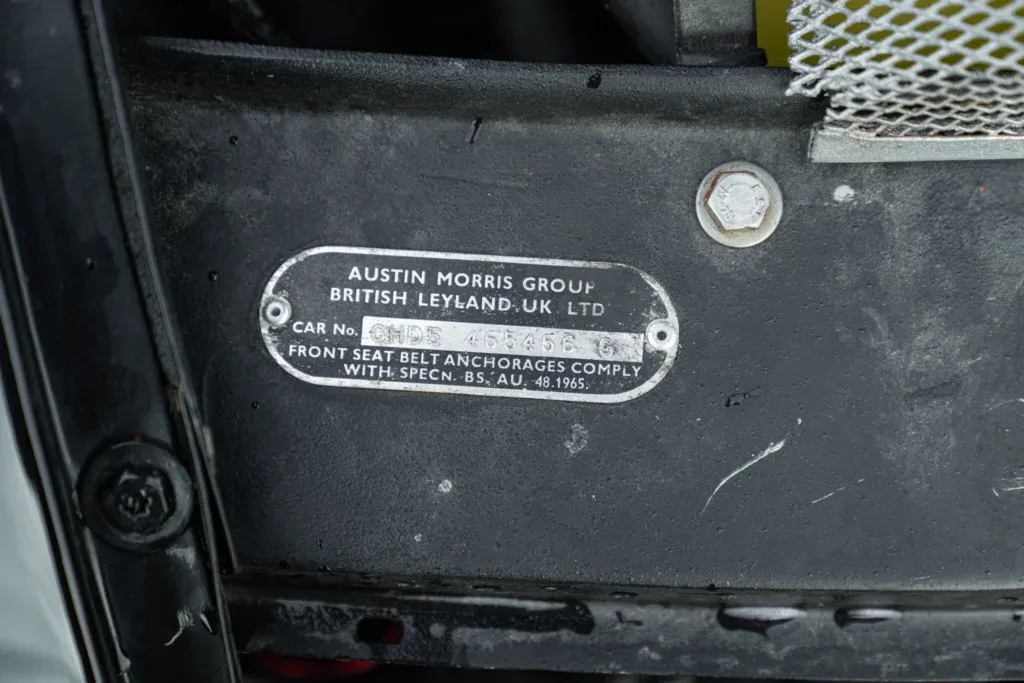 AUSTIN MORRIS GROUP
BRITISH LEYLAND.UK LTD
CAR No. GHD5 465456 G
FRONT SEAT BELT ANCHORAGES COMPLY
WITH SPECN. BS. AU. 48.1965.